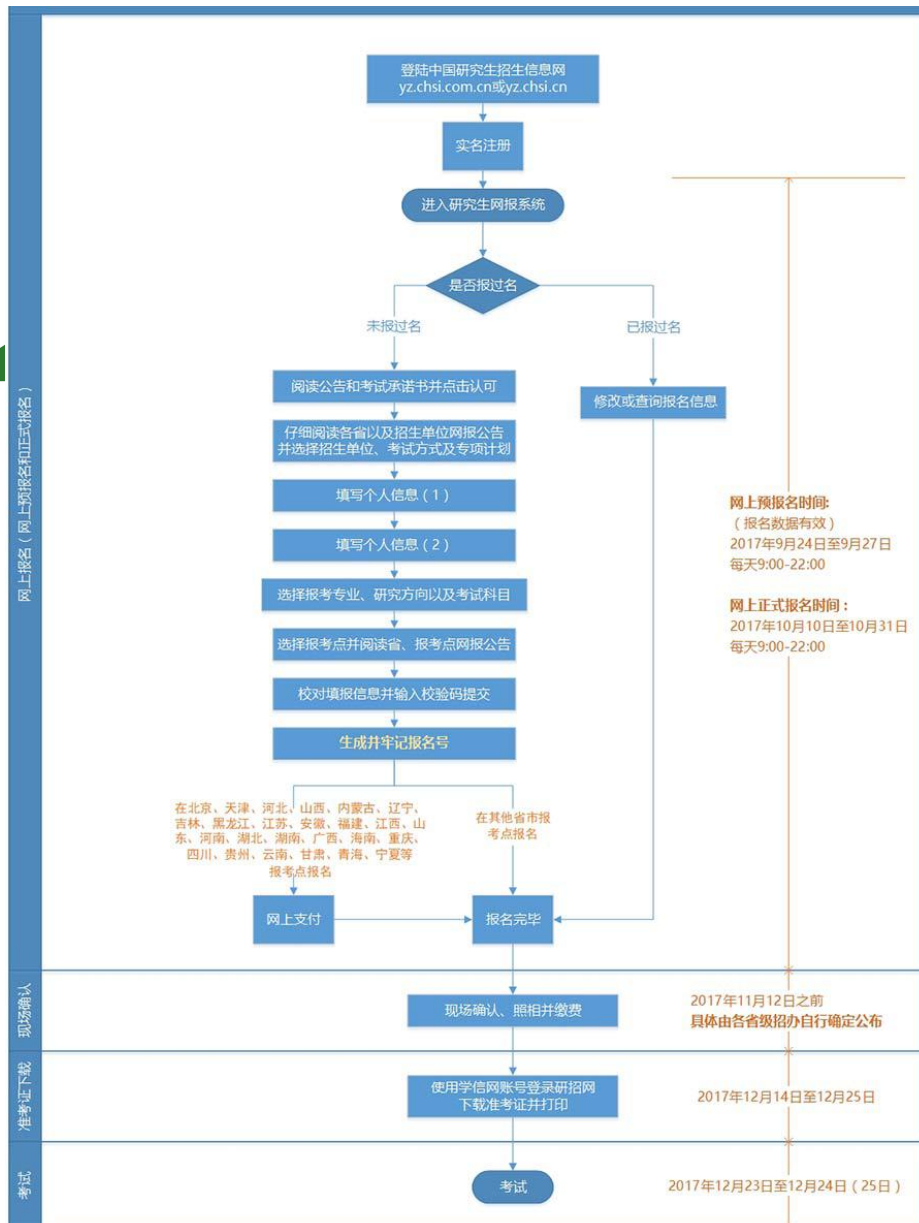 登陆中国研究生招生信息网
yz.chsi.com.cn或yz.chsi.cn
实名注册
进入研究生网报系统
是否报过名
未报过名
已报过名
阅读公告和考试承诺书并点击认可
修改或查询报名信息
仔细阅读各省以及招生单位网报公告
并选择招生单位、考试方式及专项计划
填写个人信息（1）
填写个人信息（2）
选择报考专业、研究方向以及考试科目
选择报考点并阅读省、报考点网报公告
校对填报信息并输入校验码提交
生成并牢记报名号
在北京、天津、河北、山西、内蒙古、辽宁、
吉林、黑龙江、江苏、安徽、福建、江西、山
东、河南、湖北、湖南、广西、海南、重庆、
四川、贵州、云南、甘肃、青海、宁夏等
报考点报名
在其他省市报
考点报名
网上支付
报名完毕
网上报名（网上预报名和正式报名）
网上预报名时间:
（报名数据有效）
2017年9月24日至9月27日
每天9:00-22:00
网上正式报名时间：
2017年10月10日至10月31日
每天9:00-22:00
现场确认
现场确认、照相并缴费
2017年11月12日之前
具体由各省级招办自行确定公布
准考证下载
使用学信网账号登录研招网
下载准考证并打印
2017年12月14日至12月25日
考试
考试
2017年12月23日至12月24日（25日）